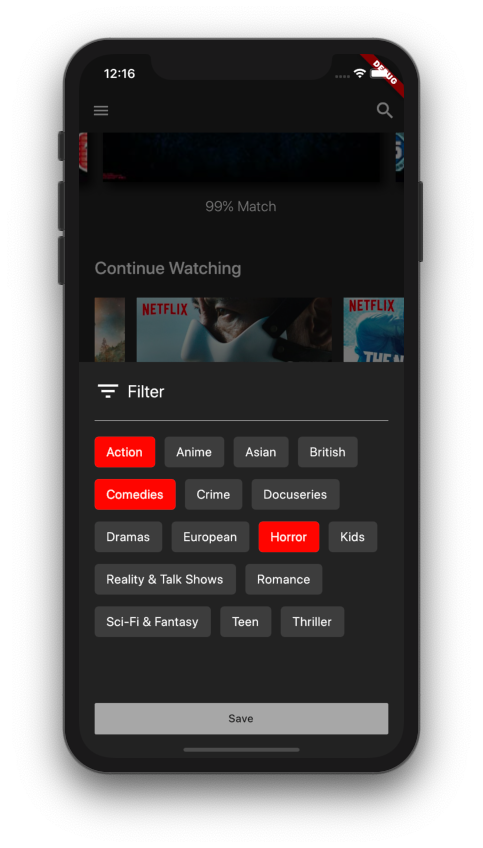 12:16
DEBUG
99% Match
Continue Watching
NETFLIX
NETFLIX
Filter
Action Anime Asian British
Comedies Crime Docuseries
Dramas European Horror Kids
Reality & Talk Shows Romance
Sci-Fi & Fantasy Teen Thriller
Save